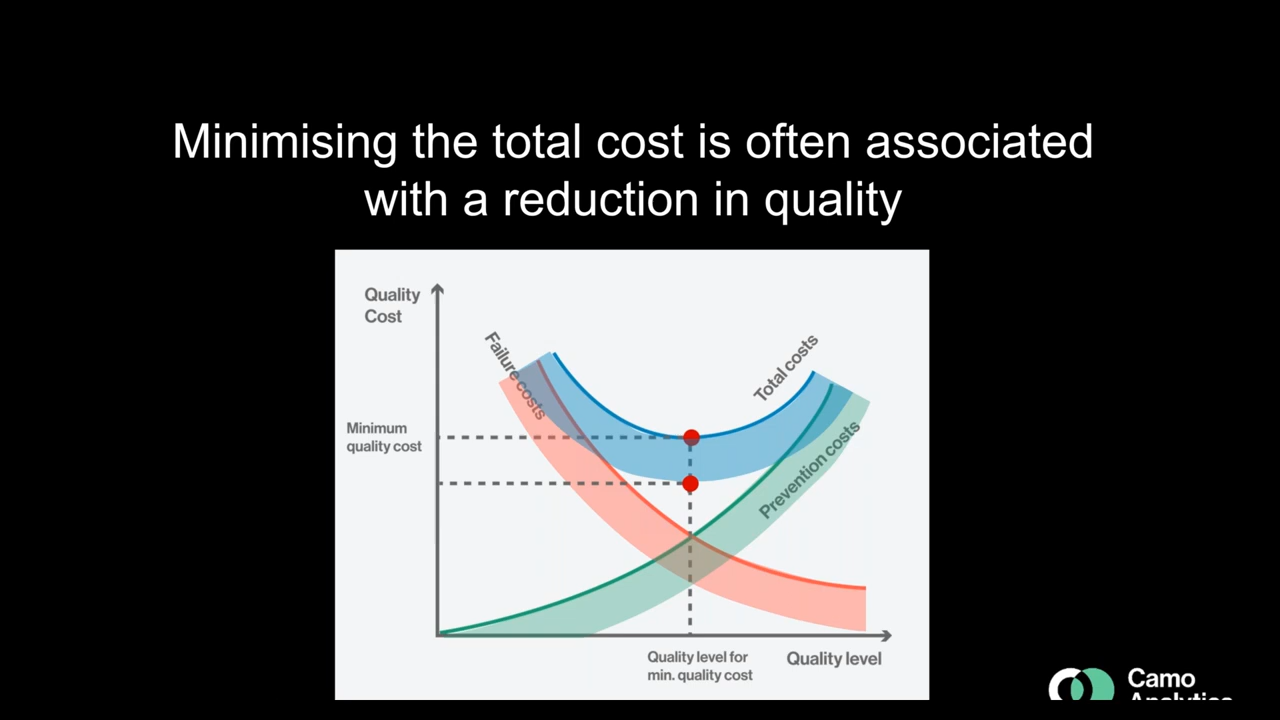 Minimising the total cost is often associated
with a reduction in quality
Quality
Cost
Failure costs
Total costs
Minimum
quality cost
Prevention costs
Quality level for
min. quality cost
Quality level
Camo
Analytics